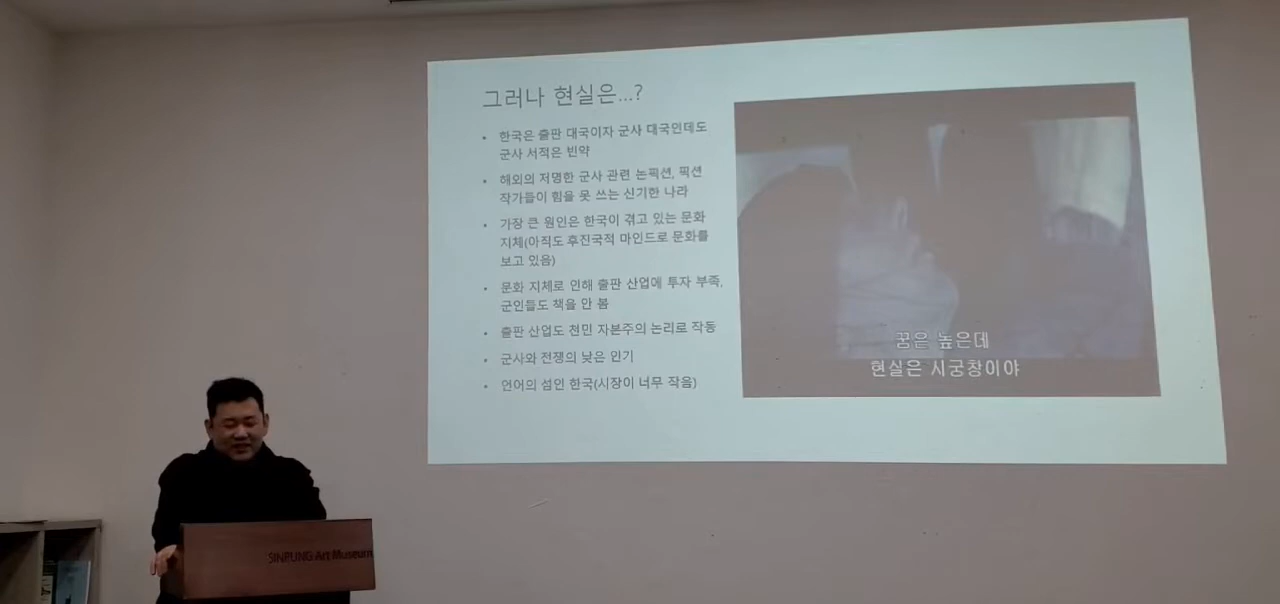 그러나 현실은...?
• 한국은 출판 대국이자 군사 대국인데도
군사 서적은 빈약
• 해외의 저명한 군사 관련 논픽션, 픽션
작가들이 힘을 못 쓰는 신기한 나라
• 가장 큰 원인은 한국이 겪고 있는 문화
지체(아직도 후진국적 마인드로 문화를
보고 있음)
• 문화 지체로 인해 출판 산업에 투자 부족,
군인들도 책을 안 봄
• 출판 산업도 천민 자본주의 논리로 작동
• 군사와 전쟁의 낮은 인기
• 언어의 섬인 한국(시장이 너무 작음)
꿈은 높은데
현실은 시궁창이야
SINPUNG Art Museum